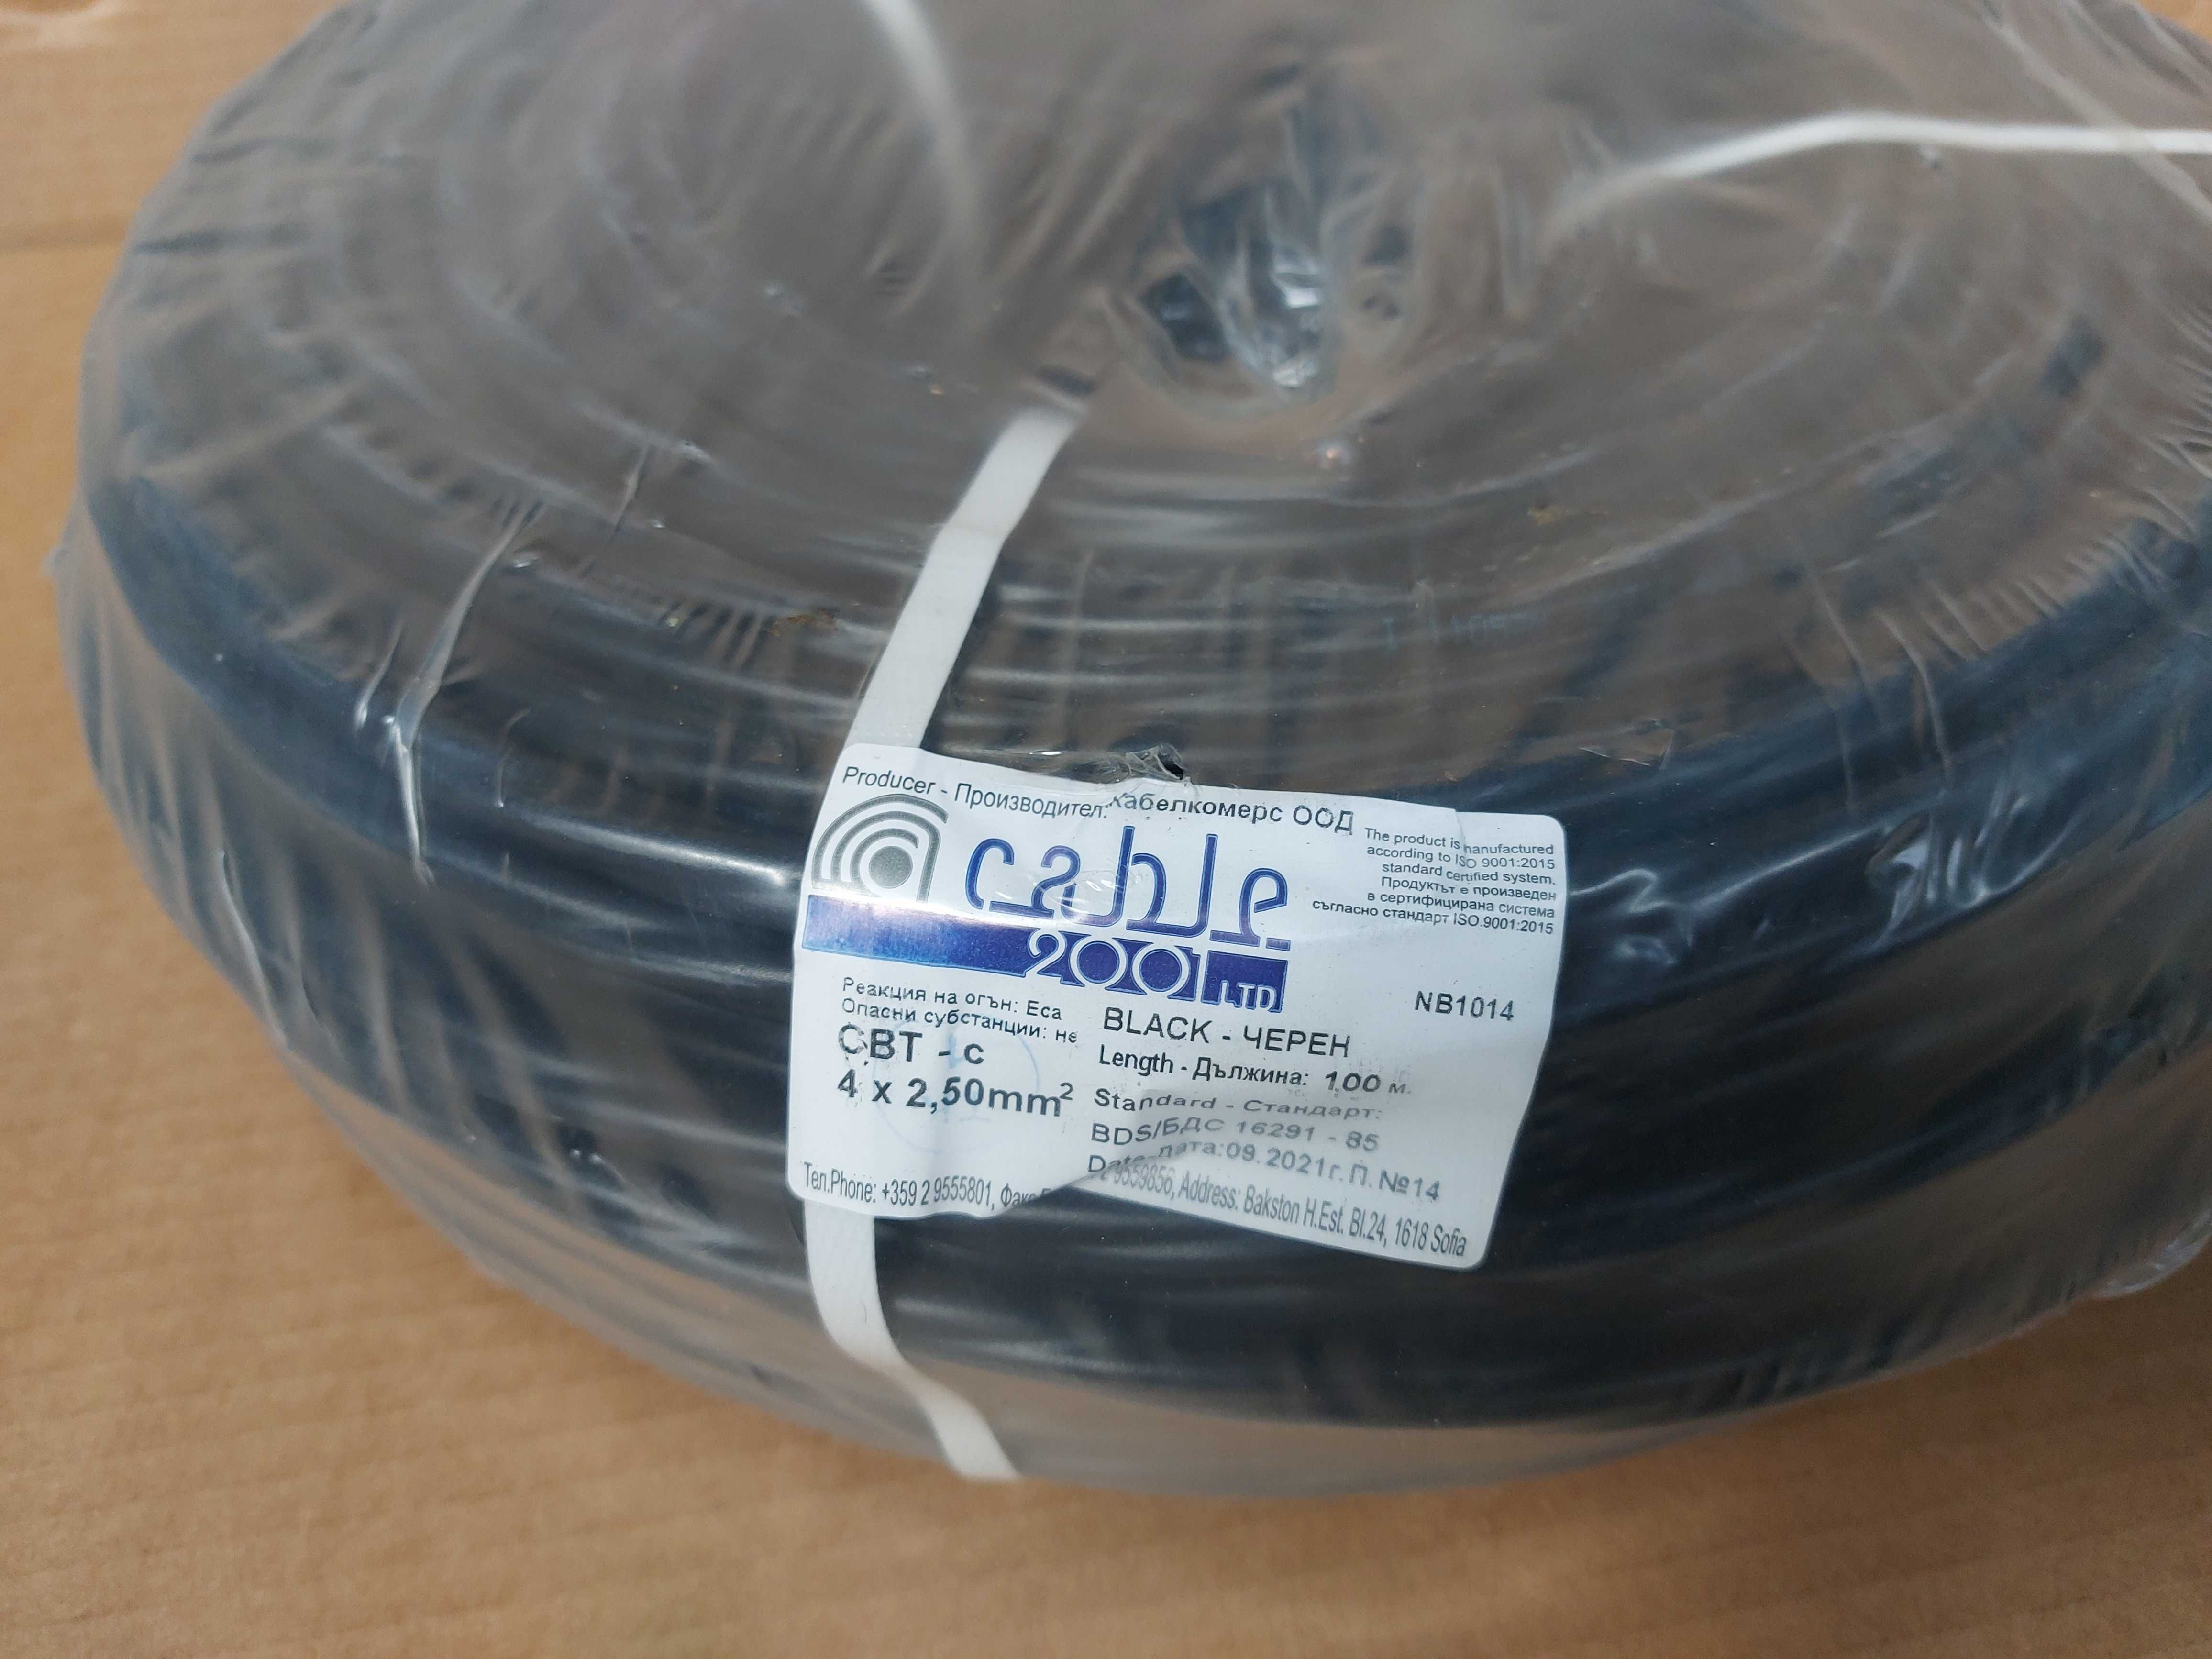 Producer - Производител: Кабелкомерс ООД
cable
2001 LTD
The product is manufactured
according to ISO 9001:2015
standard certified system.
Продуктът е произведен
в сертифицирана система
съгласно стандарт ISO 9001:2015
NB1014
Реакция на огън: Eca
Опасни субстанции: не
СВТ - с
4 x 2,50mm²
BLACK - ЧЕРЕН
Length - Дължина: 100 м.
Standard - Стандарт:
BDS/БДС 16291 - 85
дата:09.2021г. П. №14
Тел.Phone: +359 2 9555801, Факс
9559856, Address: Bakston H.Est. Bl.24, 1618 Sofia